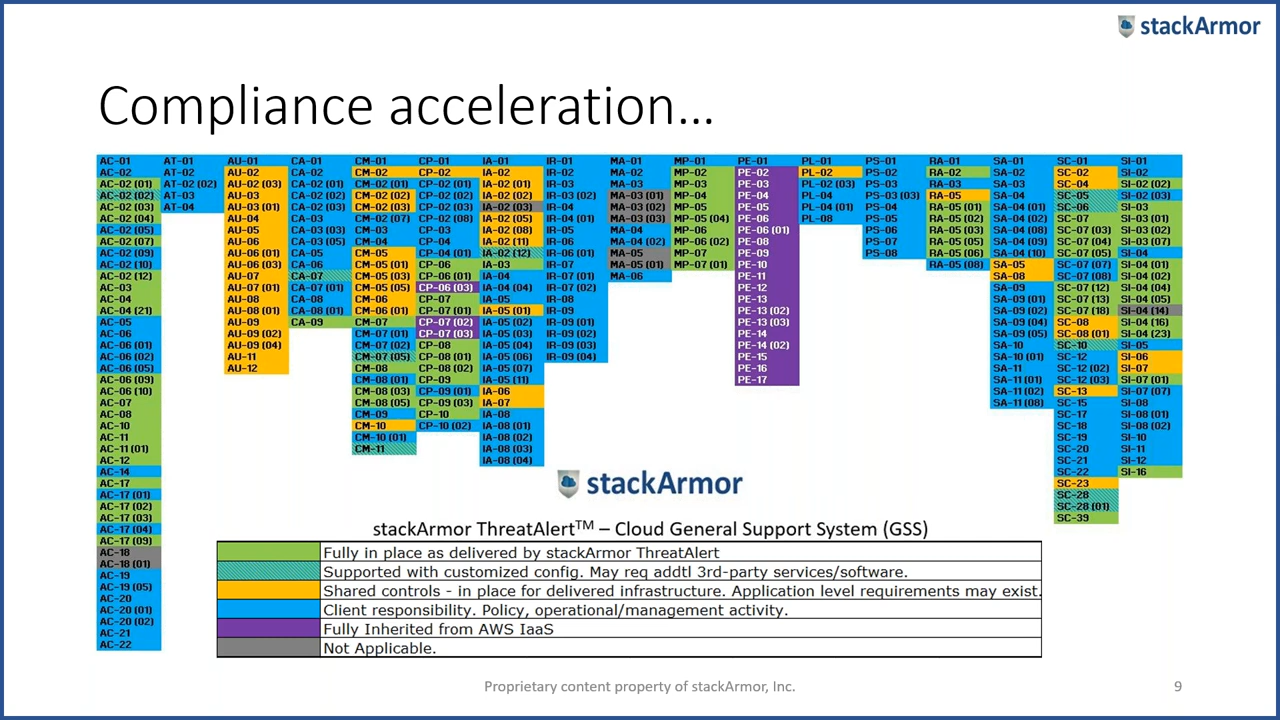 stackArmor
Compliance acceleration…
AC-01
AC-02
AC-02 (01)
AC-02 (02)
AC-02 (03)
AC-02 (04)
AC-02 (05)
AC-02 (07)
AC-02 (09)
AC-02 (10)
AC-02 (12)
AC-03
AC-04
AC-04 (21)
AC-05
AC-06
AC-06 (01)
AC-06 (02)
AC-06 (05)
AC-06 (09)
AC-06 (10)
AC-07
AC-08
AC-10
AC-11
AC-11 (01)
AC-12
AC-14
AC-17
AC-17 (01)
AC-17 (02)
AC-17 (03)
AC-17 (04)
AC-17 (09)
AC-18
AC-18 (01)
AC-19
AC-19 (05)
AC-20
AC-20 (01)
AC-20 (02)
AC-21
AC-22
AT-01
AT-02
AT-02 (02)
AT-03
AT-04
AU-01
AU-02
AU-02 (03)
AU-03
AU-03 (01)
AU-04
AU-05
AU-06
AU-06 (01)
AU-06 (03)
AU-07
AU-07 (01)
AU-08
AU-08 (01)
AU-09
AU-09 (02)
AU-09 (04)
AU-11
AU-12
CA-01
CA-02
CA-02 (01)
CA-02 (02)
CA-02 (03)
CA-03
CA-03 (03)
CA-03 (05)
CA-05
CA-06
CA-07
CA-07 (01)
CA-08
CA-08 (01)
CA-09
CM-01
CM-02
CM-02 (01)
CM-02 (02)
CM-02 (03)
CM-02 (07)
CM-03
CM-04
CM-05
CM-05 (01)
CM-05 (03)
CM-05 (05)
CM-06
CM-06 (01)
CM-07
CM-07 (01)
CM-07 (02)
CM-07 (05)
CM-08
CM-08 (01)
CM-08 (03)
CM-08 (05)
CM-09
CM-10
CM-10 (01)
CM-11
CP-01
CP-02
CP-02 (01)
CP-02 (02)
CP-02 (03)
CP-02 (08)
CP-03
CP-04
CP-04 (01)
CP-06
CP-06 (01)
CP-06 (03)
CP-07
CP-07 (01)
CP-07 (02)
CP-07 (03)
CP-08
CP-08 (01)
CP-08 (02)
CP-09
CP-09 (01)
CP-09 (03)
CP-10
CP-10 (02)
IA-01
IA-02
IA-02 (01)
IA-02 (02)
IA-02 (03)
IA-02 (05)
IA-02 (08)
IA-02 (11)
IA-02 (12)
IA-03
IA-04
IA-04 (04)
IA-05
IA-05 (01)
IA-05 (02)
IA-05 (03)
IA-05 (04)
IA-05 (06)
IA-05 (07)
IA-05 (11)
IA-06
IA-07
IA-08
IA-08 (01)
IA-08 (02)
IA-08 (03)
IA-08 (04)
IR-01
IR-02
IR-03
IR-03 (02)
IR-04
IR-04 (01)
IR-05
IR-06
IR-06 (01)
IR-07
IR-07 (01)
IR-07 (02)
IR-08
IR-09
IR-09 (01)
IR-09 (02)
IR-09 (03)
IR-09 (04)
MA-01
MA-02
MA-03
MA-03 (01)
MA-03 (02)
MA-03 (03)
MA-04
MA-04 (02)
MA-05
MA-05 (01)
MA-06
MP-01
MP-02
MP-03
MP-04
MP-05
MP-05 (04)
MP-06
MP-06 (02)
MP-07
MP-07 (01)
PE-01
PE-02
PE-03
PE-04
PE-05
PE-06
PE-06 (01)
PE-08
PE-09
PE-10
PE-11
PE-12
PE-13
PE-13 (02)
PE-13 (03)
PE-14
PE-14 (02)
PE-15
PE-16
PE-17
PL-01
PL-02
PL-02 (03)
PL-04
PL-04 (01)
PL-08
PS-01
PS-02
PS-03
PS-03 (03)
PS-04
PS-05
PS-06
PS-07
PS-08
RA-01
RA-02
RA-03
RA-05
RA-05 (01)
RA-05 (02)
RA-05 (03)
RA-05 (05)
RA-05 (06)
RA-05 (08)
SA-01
SA-02
SA-03
SA-04
SA-04 (01)
SA-04 (02)
SA-04 (08)
SA-04 (09)
SA-04 (10)
SA-05
SA-08
SA-09
SA-09 (01)
SA-09 (02)
SA-09 (04)
SA-09 (05)
SA-10
SA-10 (01)
SA-11
SA-11 (01)
SA-11 (02)
SA-11 (08)
SC-01
SC-02
SC-04
SC-05
SC-06
SC-07
SC-07 (03)
SC-07 (04)
SC-07 (05)
SC-07 (07)
SC-07 (08)
SC-07 (12)
SC-07 (13)
SC-07 (18)
SC-08
SC-08 (01)
SC-10
SC-12
SC-12 (02)
SC-12 (03)
SC-13
SC-15
SC-17
SC-18
SC-19
SC-20
SC-21
SC-22
SC-23
SC-28
SC-28 (01)
SC-39
SI-01
SI-02
SI-02 (02)
SI-02 (03)
SI-03
SI-03 (01)
SI-03 (02)
SI-03 (07)
SI-04
SI-04 (01)
SI-04 (02)
SI-04 (04)
SI-04 (05)
SI-04 (14)
SI-04 (16)
SI-04 (23)
SI-05
SI-06
SI-07
SI-07 (01)
SI-07 (07)
SI-08
SI-08 (01)
SI-08 (02)
SI-10
SI-11
SI-12
SI-16
stackArmor
stackArmor ThreatAlert™ – Cloud General Support System (GSS)
Fully in place as delivered by stackArmor ThreatAlert
Supported with customized config. May req addtl 3rd-party services/software.
Shared controls - in place for delivered infrastructure. Application level requirements may exist.
Client responsibility. Policy, operational/management activity.
Fully Inherited from AWS IaaS
Not Applicable.
Proprietary content property of stackArmor, Inc.
9